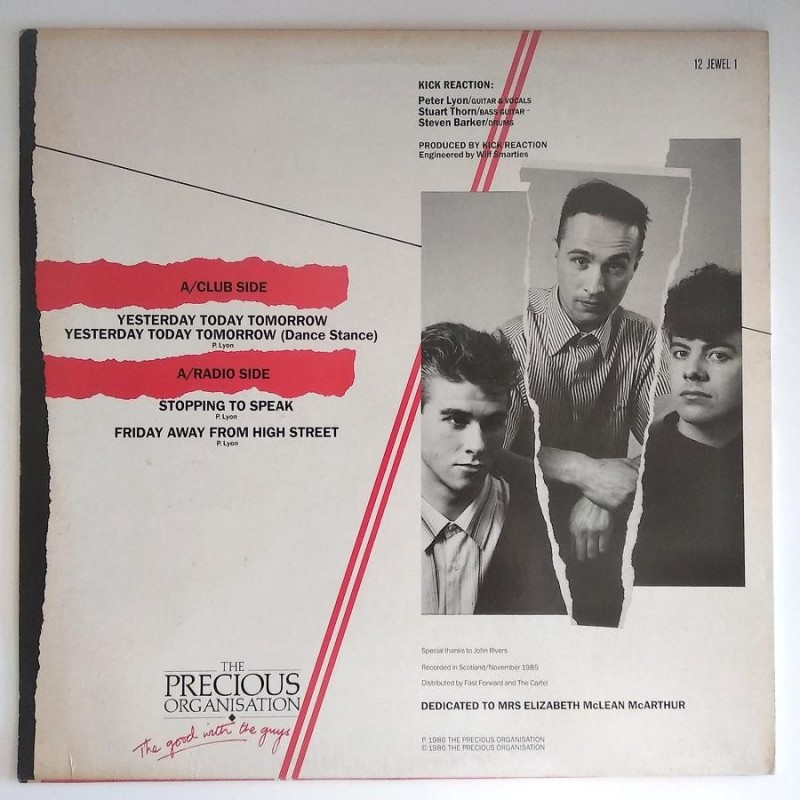 12 JEWEL 1
KICK REACTION:
Peter Lyon/GUITAR & VOCALS
Stuart Thorn/BASS GUITAR
Steven Barker/DRUMS
PRODUCED BY KICK REACTION
Engineered by Wilf Smarties
A/CLUB SIDE
YESTERDAY TODAY TOMORROW
YESTERDAY TODAY TOMORROW (Dance Stance)
P. Lyon
A/RADIO SIDE
STOPPING TO SPEAK
P. Lyon
FRIDAY AWAY FROM HIGH STREET
P. Lyon
THE
PRECIOUS
ORGANISATION
The good with the guys
Special thanks to John Rivers
Recorded in Scotland/November 1985
Distributed by Fast Forward and The Cartel
DEDICATED TO MRS ELIZABETH McLEAN McARTHUR
P 1986 THE PRECIOUS ORGANISATION
© 1986 THE PRECIOUS ORGANISATION